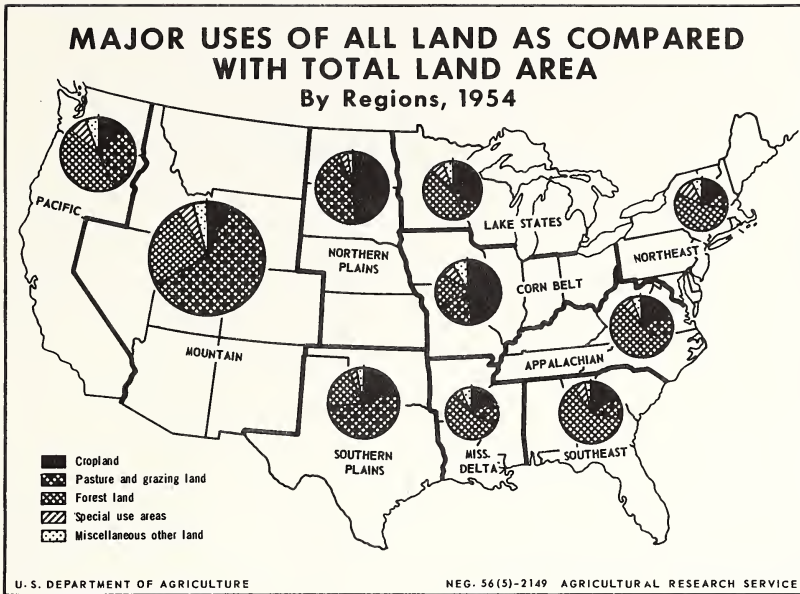 MAJOR USES OF ALL LAND AS COMPARED
WITH TOTAL LAND AREA
By Regions, 1954
PACIFIC
MOUNTAIN
NORTHERN
PLAINS
LAKE STATES
CORN BELT
NORTHEAST
APPALACHIAN
SOUTHERN
PLAINS
MISS.
DELTA
SOUTHEAST
Cropland
Pasture and grazing land
Forest land
Special use areas
Miscellaneous other land
U. S. DEPARTMENT OF AGRICULTURE
NEG. 56(5)-2149 AGRICULTURAL RESEARCH SERVICE